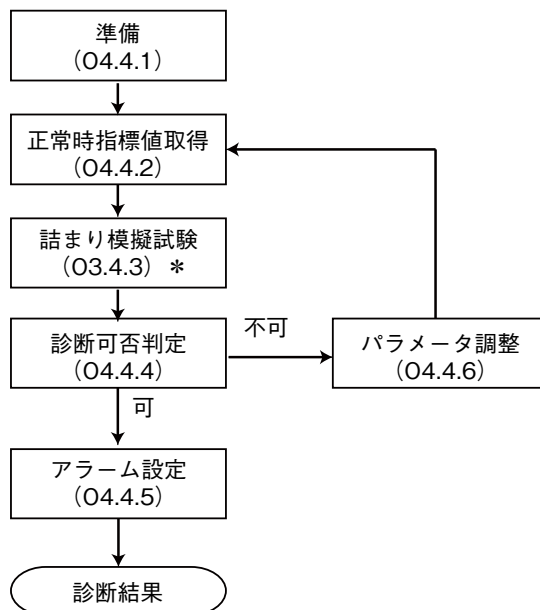 準備
(O4.4.1)
正常時指標値取得
(O4.4.2)
詰まり模擬試験
(O3.4.3) *
診断可否判定
(O4.4.4)
不可
パラメータ調整
(O4.4.6)
可
アラーム設定
(O4.4.5)
診断結果